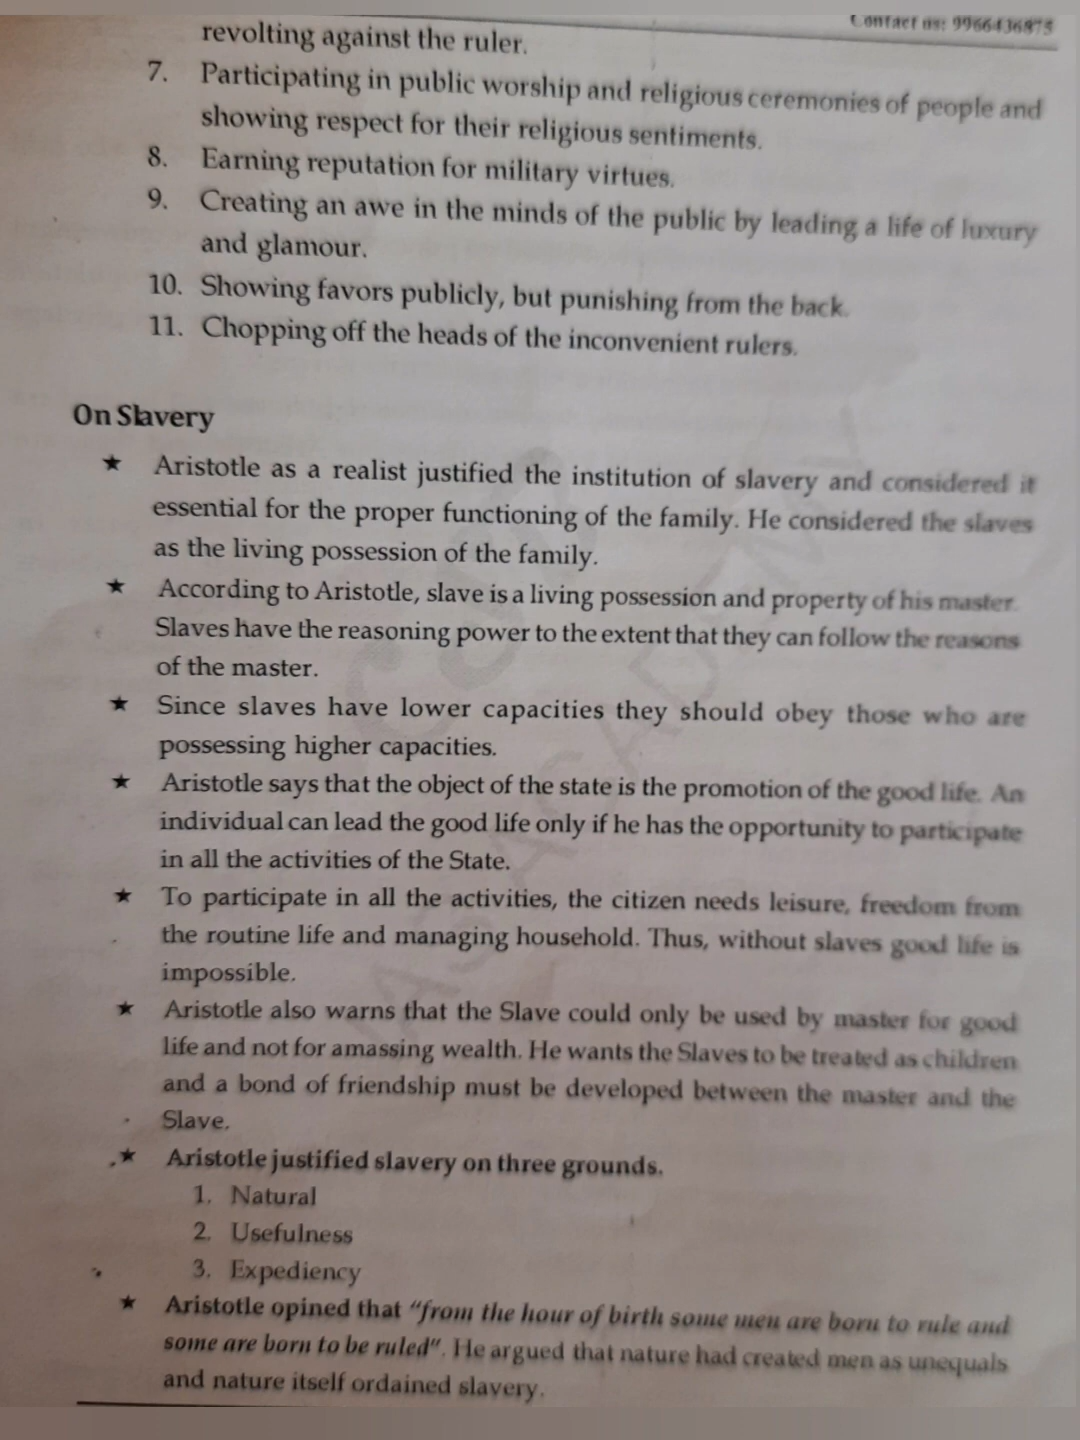 Contact us: 9966436875
revolting against the ruler.
7. Participating in public worship and religious ceremonies of people and
showing respect for their religious sentiments.
8. Earning reputation for military virtues.
9. Creating an awe in the minds of the public by leading a life of luxury
and glamour.
10. Showing favors publicly, but punishing from the back.
11. Chopping off the heads of the inconvenient rulers.
On Slavery
★ Aristotle as a realist justified the institution of slavery and considered it
essential for the proper functioning of the family. He considered the slaves
as the living possession of the family.
★ According to Aristotle, slave is a living possession and property of his master.
Slaves have the reasoning power to the extent that they can follow the reasons
of the master.
★ Since slaves have lower capacities they should obey those who are
possessing higher capacities.
★ Aristotle says that the object of the state is the promotion of the good life. An
individual can lead the good life only if he has the opportunity to participate
in all the activities of the State.
★ To participate in all the activities, the citizen needs leisure, freedom from
the routine life and managing household. Thus, without slaves good life is
impossible.
★ Aristotle also warns that the Slave could only be used by master for good
life and not for amassing wealth. He wants the Slaves to be treated as children
and a bond of friendship must be developed between the master and the
Slave.
★ Aristotle justified slavery on three grounds.
1. Natural
2. Usefulness
3. Expediency
★ Aristotle opined that "from the hour of birth some men are born to rule and
some are born to be ruled". He argued that nature had created men as unequals
and nature itself ordained slavery.